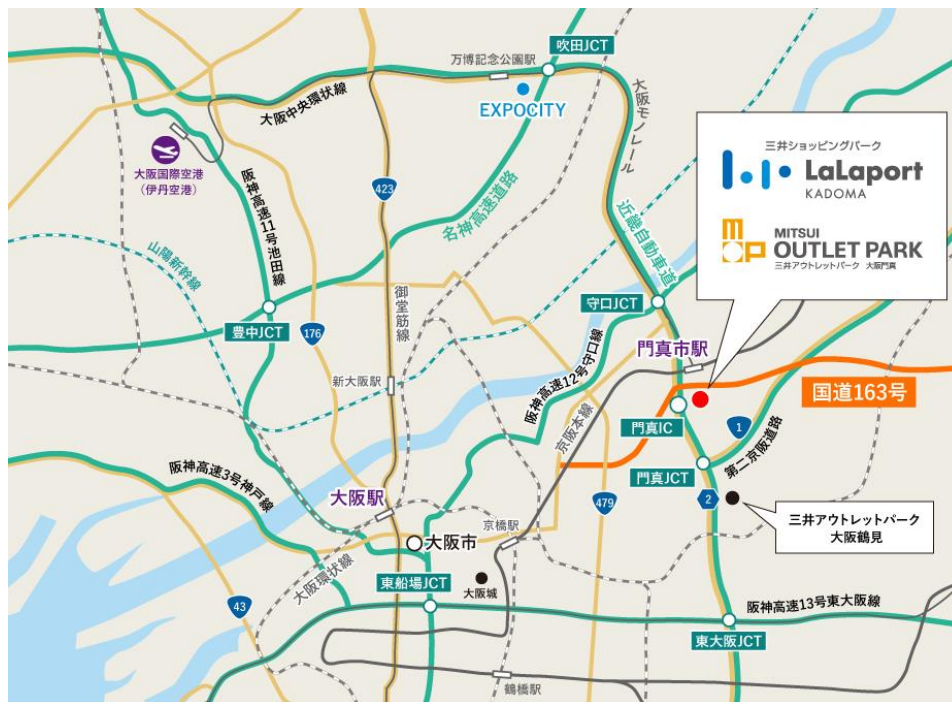 吹田JCT
万博記念公園駅
EXPOCITY
大阪中央環状線
大阪モノレール
大阪国際空港
（伊丹空港）
阪神高速11号池田線
423
名神高速道路
近畿自動車道
三井ショッピングパーク
LaLaport
KADOMA
mop
MITSUI
OUTLET PARK
三井アウトレットパーク 大阪門真
山陽新幹線
御堂筋線
守口JCT
豊中JCT
176
門真市駅
新大阪駅
阪神高速12号守口線
国道163号
京阪本線
門真IC
1
第二京阪道路
門真JCT
阪神高速3号神戸線
大阪駅
479
2
三井アウトレットパーク
大阪鶴見
京橋駅
大阪市
大阪環状線
東船場JCT
大阪城
43
阪神高速13号東大阪線
東大阪JCT
鶴橋駅